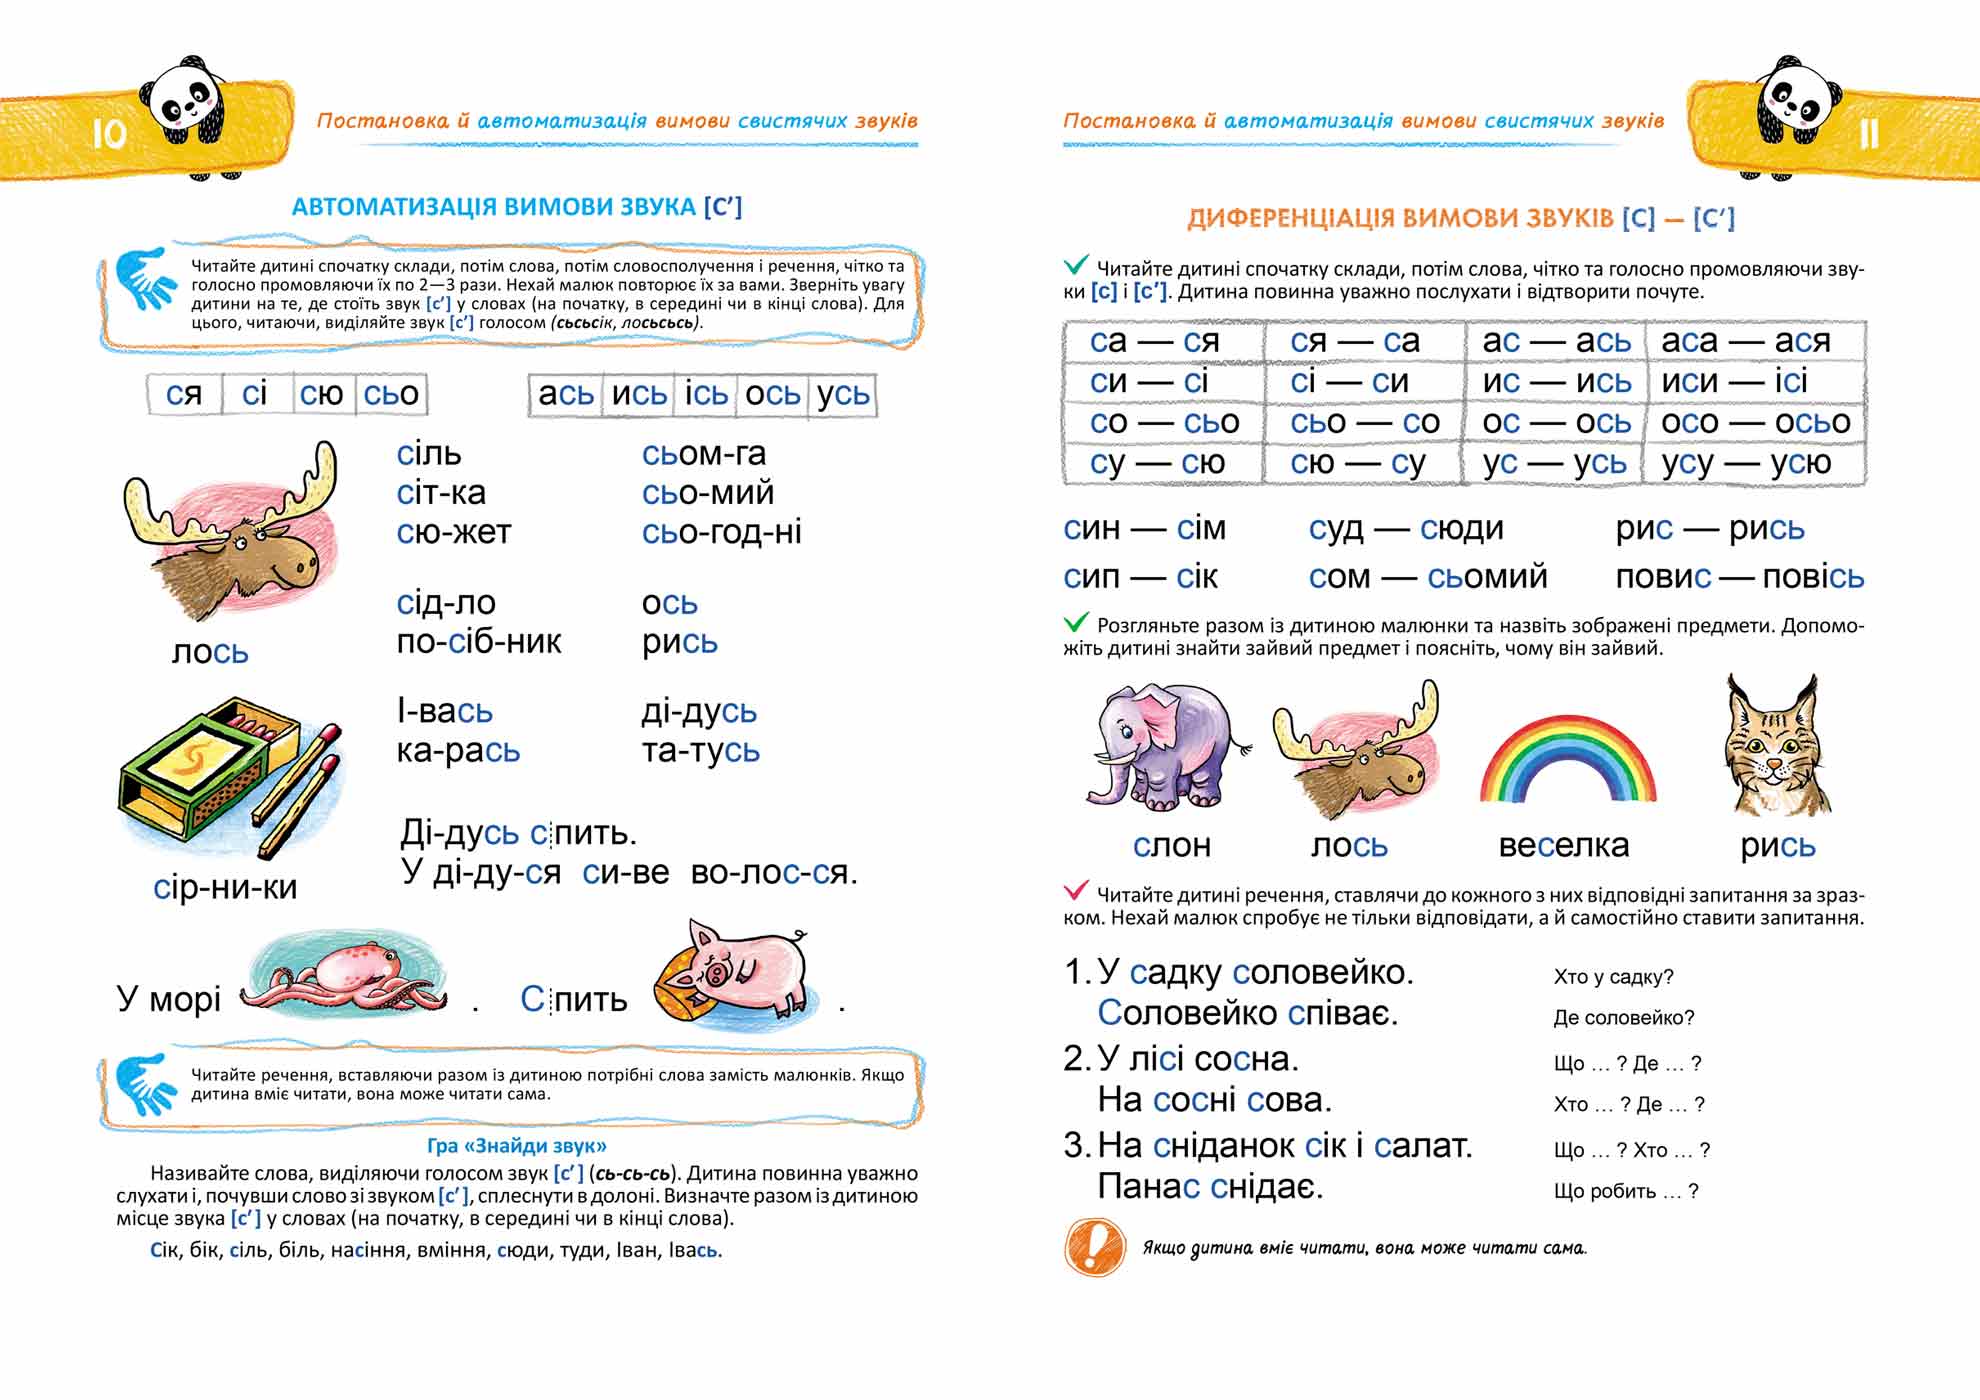 10
Постановка й автоматизація вимови свистячих звуків
АВТОМАТИЗАЦІЯ ВИМОВИ ЗВУКА [С′]
Читайте дитині спочатку склади, потім слова, потім словосполучення і речення, чітко та
голосно промовляючи їх по 2—3 рази. Нехай малюк повторює їх за вами. Зверніть увагу
дитини на те, де стоїть звук [с′] у словах (на початку, в середині чи в кінці слова). Для
цього, читаючи, виділяйте звук [с′] голосом (сьсьсік, лосьсьсь).
ся сі сю сьо
ась ись ісь ось усь
сіль сьом-га
сіт-ка сьо-мий
сю-жет сьо-год-ні
сід-ло ось
по-сіб-ник рись
лось
І-вась ді-дусь
ка-рась та-тусь
Ді-дусь спить.
У ді-ду-ся си-ве во-лос-ся.
сір-ни-ки
У морі . Спить .
Читайте речення, вставляючи разом із дитиною потрібні слова замість малюнків. Якщо
дитина вміє читати, вона може читати сама.
Гра «Знайди звук»
Називайте слова, виділяючи голосом звук [с′] (сь-сь-сь). Дитина повинна уважно
слухати і, почувши слово зі звуком [с′], сплеснути в долоні. Визначте разом із дитиною
місце звука [с′] у словах (на початку, в середині чи в кінці слова).
Сік, бік, сіль, біль, насіння, вміння, сюди, туди, Іван, Івась.
Постановка й автоматизація вимови свистячих звуків
11
ДИФЕРЕНЦІАЦІЯ ВИМОВИ ЗВУКІВ [С] — [С′]
Читайте дитині спочатку склади, потім слова, чітко та голосно промовляючи зву-
ки [с] і [с′]. Дитина повинна уважно послухати і відтворити почуте.
са — ся ся — са ас — ась аса — ася
си — сі сі — си ис — ись иси — ісі
со — сьо сьо — со ос — ось осо — осьо
су — сю сю — су ус — усь усу — усю
син — сім суд — сюди рис — рись
сип — сік сом — сьомий повис — повісь
Розгляньте разом із дитиною малюнки та назвіть зображені предмети. Допомо-
жіть дитині знайти зайвий предмет і поясніть, чому він зайвий.
слон лось веселка рись
Читайте дитині речення, ставлячи до кожного з них відповідні запитання за зраз-
ком. Нехай малюк спробує не тільки відповідати, а й самостійно ставити запитання.
1. У садку соловейко. Хто у садку?
Соловейко співає. Де соловейко?
2. У лісі сосна. Що ... ? Де ... ?
На сосні сова. Хто ... ? Де ... ?
3. На сніданок сік і салат. Що ... ? Хто ... ?
Панас снідає. Що робить ... ?
Якщо дитина вміє читати, вона може читати сама.